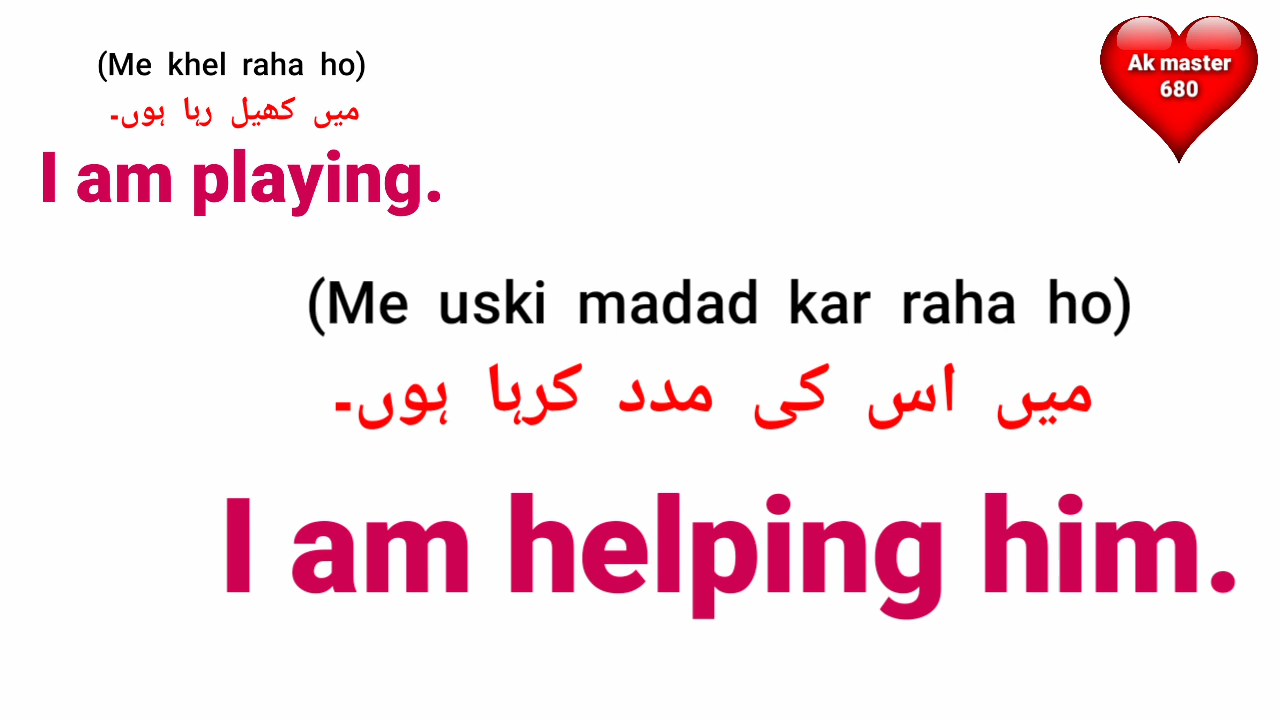 (Me khel raha ho)
میں کھیل رہا ہوں۔
I am playing.
Ak master
680
(Me uski madad kar raha ho)
میں اس کی مدد کرہا ہوں۔
I am helping him.